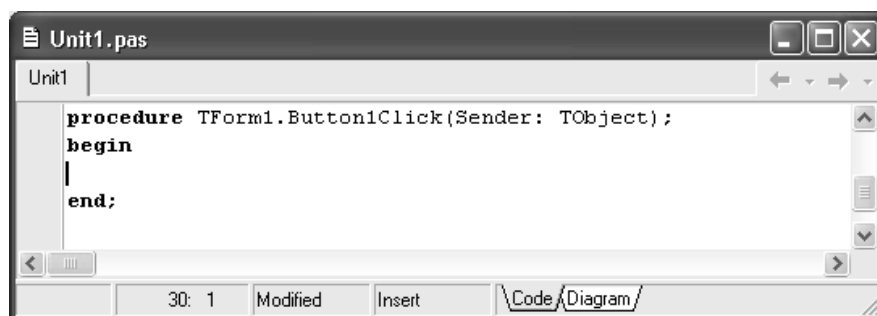 Unit1.pas
Unit1
procedure TForm1.Button1Click(Sender: TObject);
begin
end;
30: 1 Modified Insert \Code/Diagram/